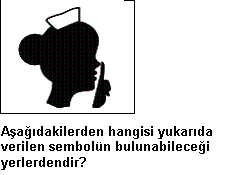 Aşağıdakilerden hangisi yukarıda
verilen sembolün bulunabileceği
yerlerdendir?